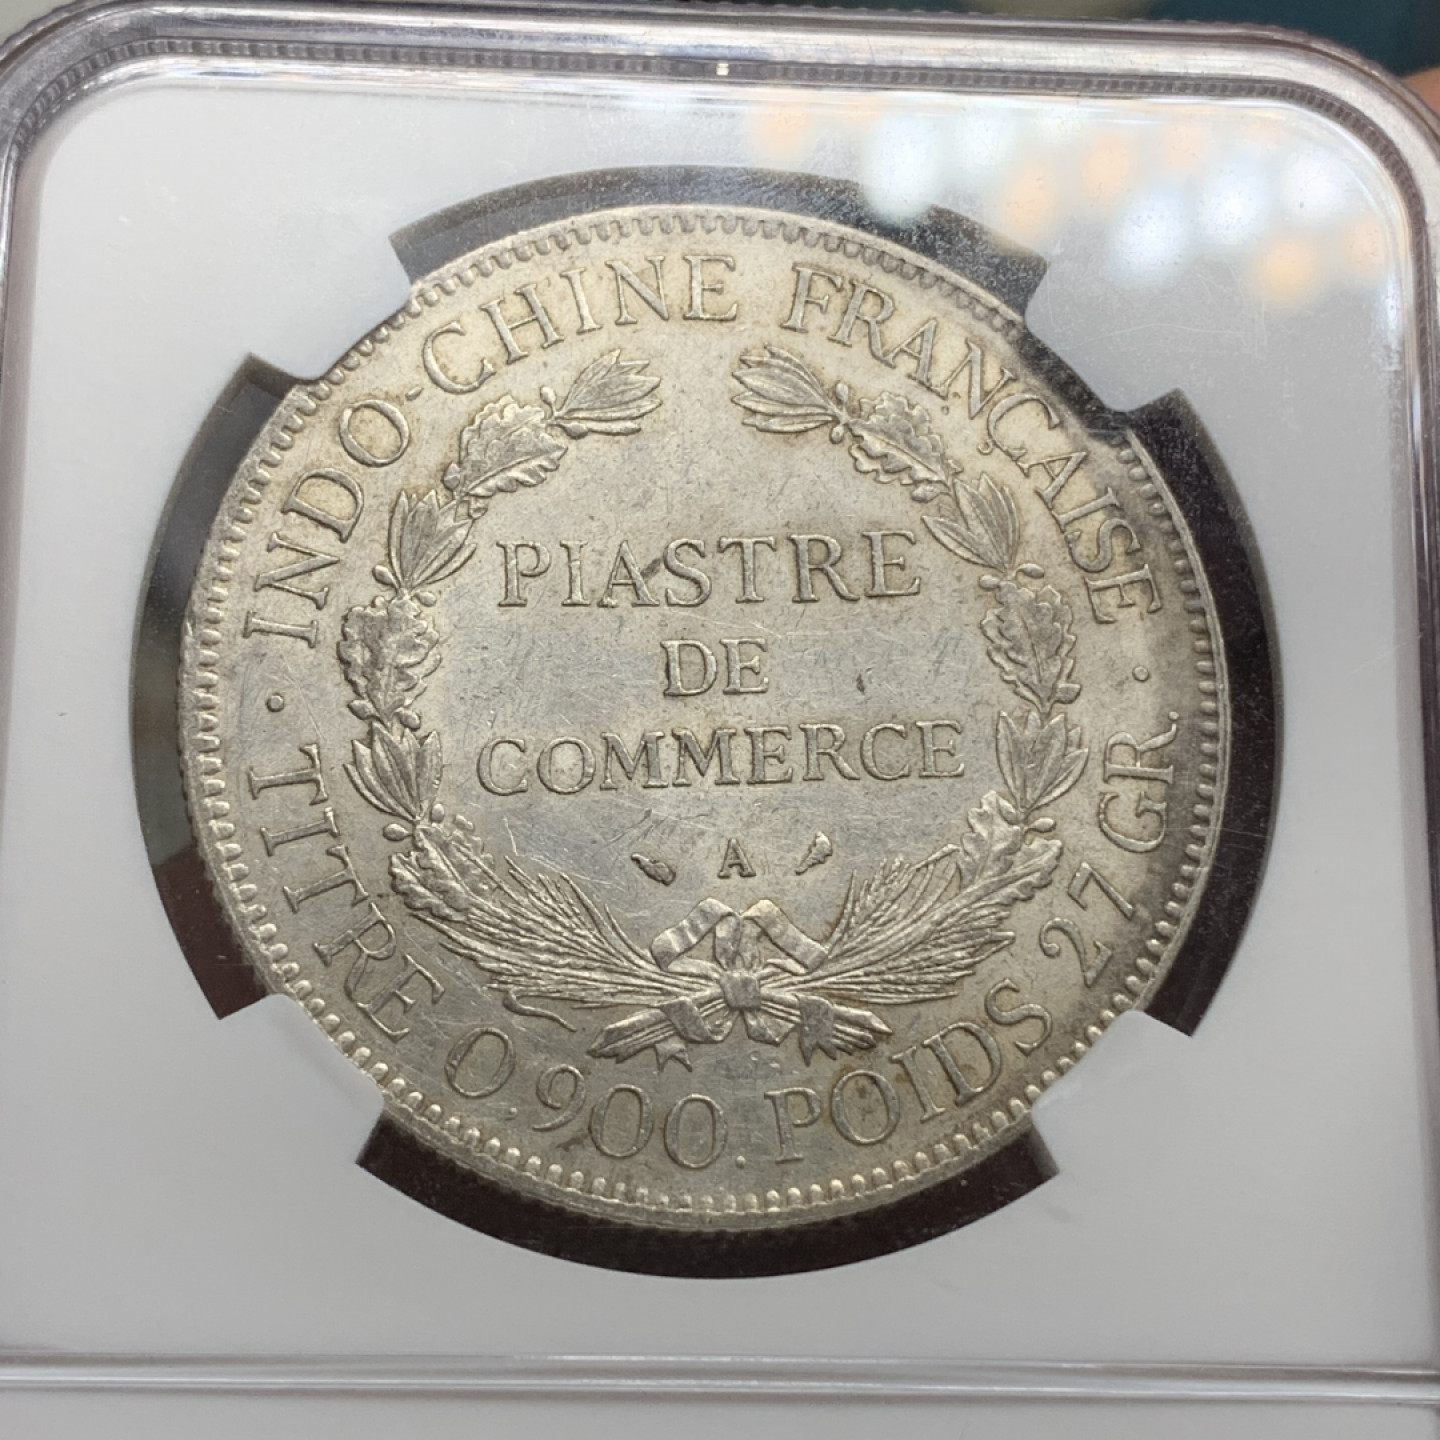 INDO-CHINE FRANÇAISE
PIASTRE
DE
COMMERCE
A
· TITRE 0,900. POIDS 27 GR. ·